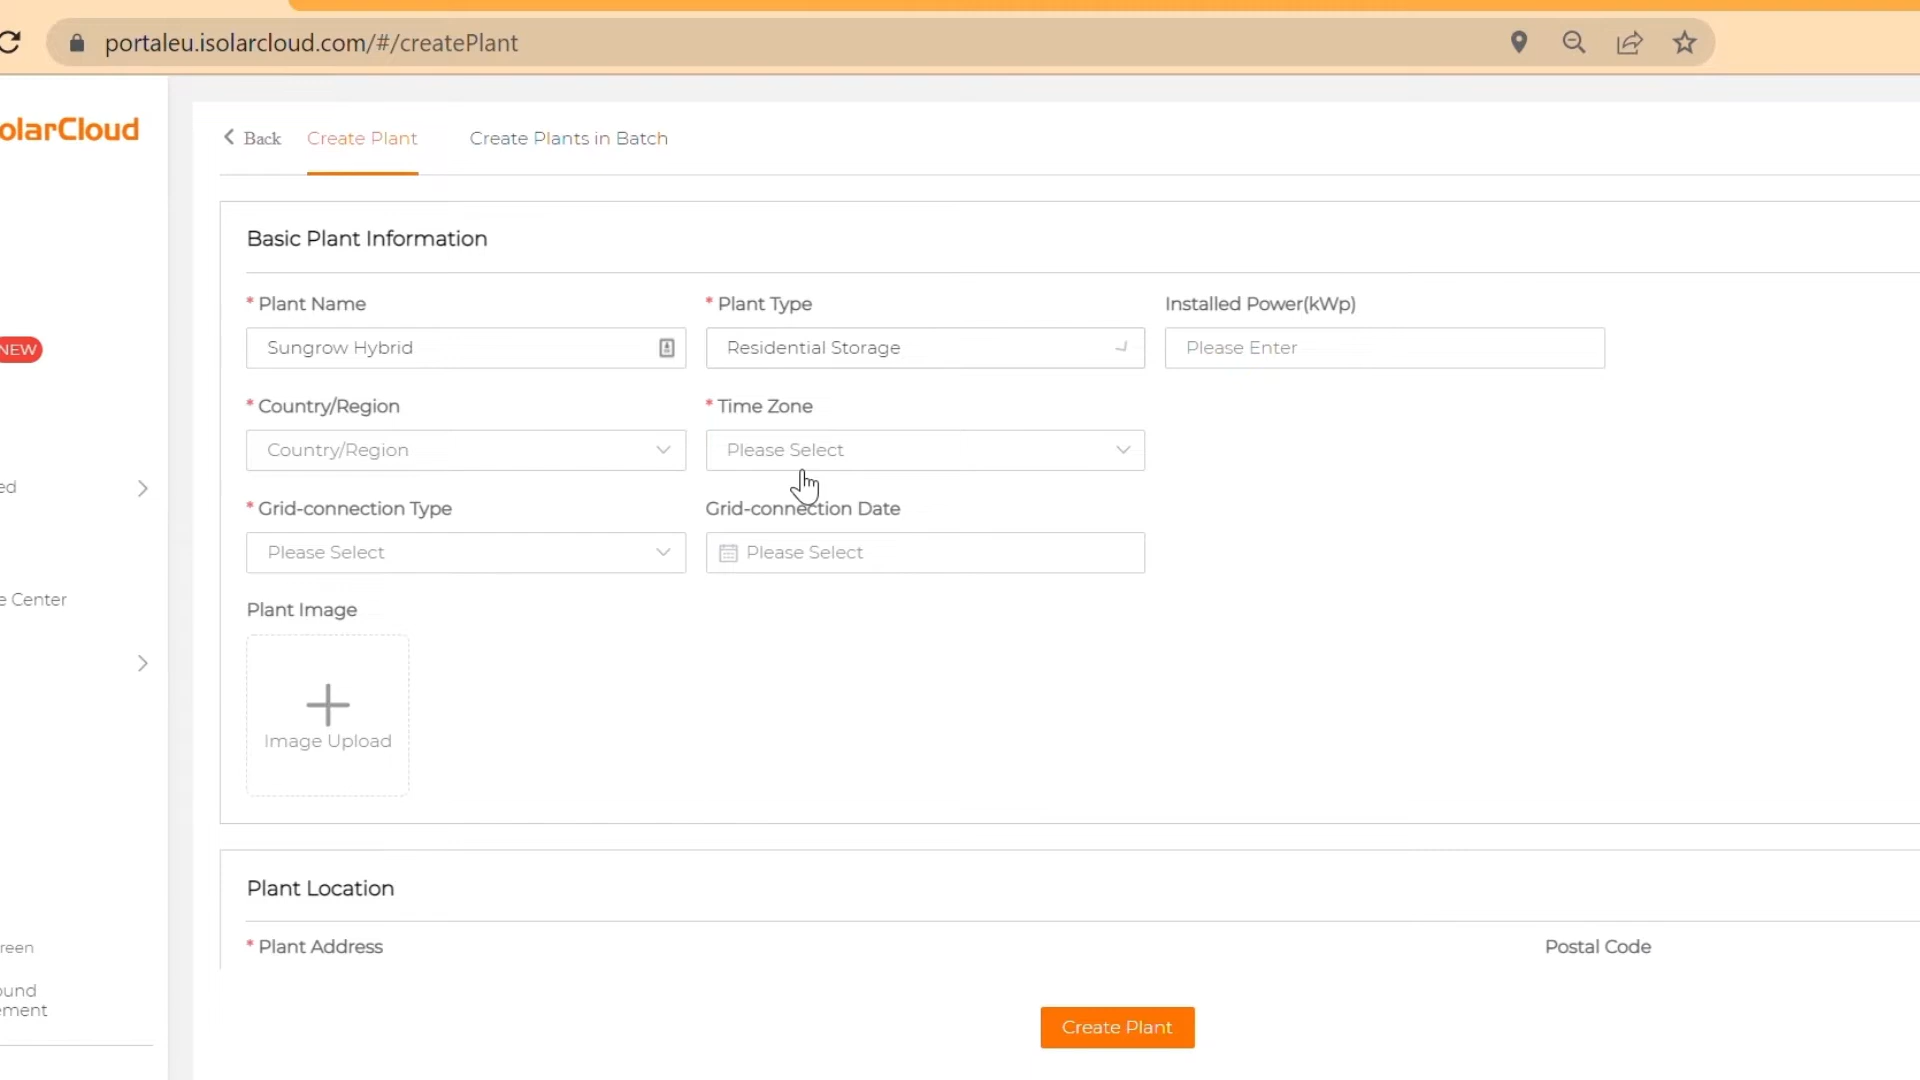 portaleu.isolarcloud.com/#/createPlant
olarCloud
Back Create Plant Create Plants in Batch
Basic Plant Information
* Plant Name * Plant Type Installed Power(kWp)
Sungrow Hybrid Residential Storage Please Enter
NEW
* Country/Region * Time Zone
Country/Region Please Select
ed
* Grid-connection Type Grid-connection Date
Please Select Please Select
e Center
Plant Image
Image Upload
Plant Location
* Plant Address Postal Code
reen
ound
ement
Create Plant